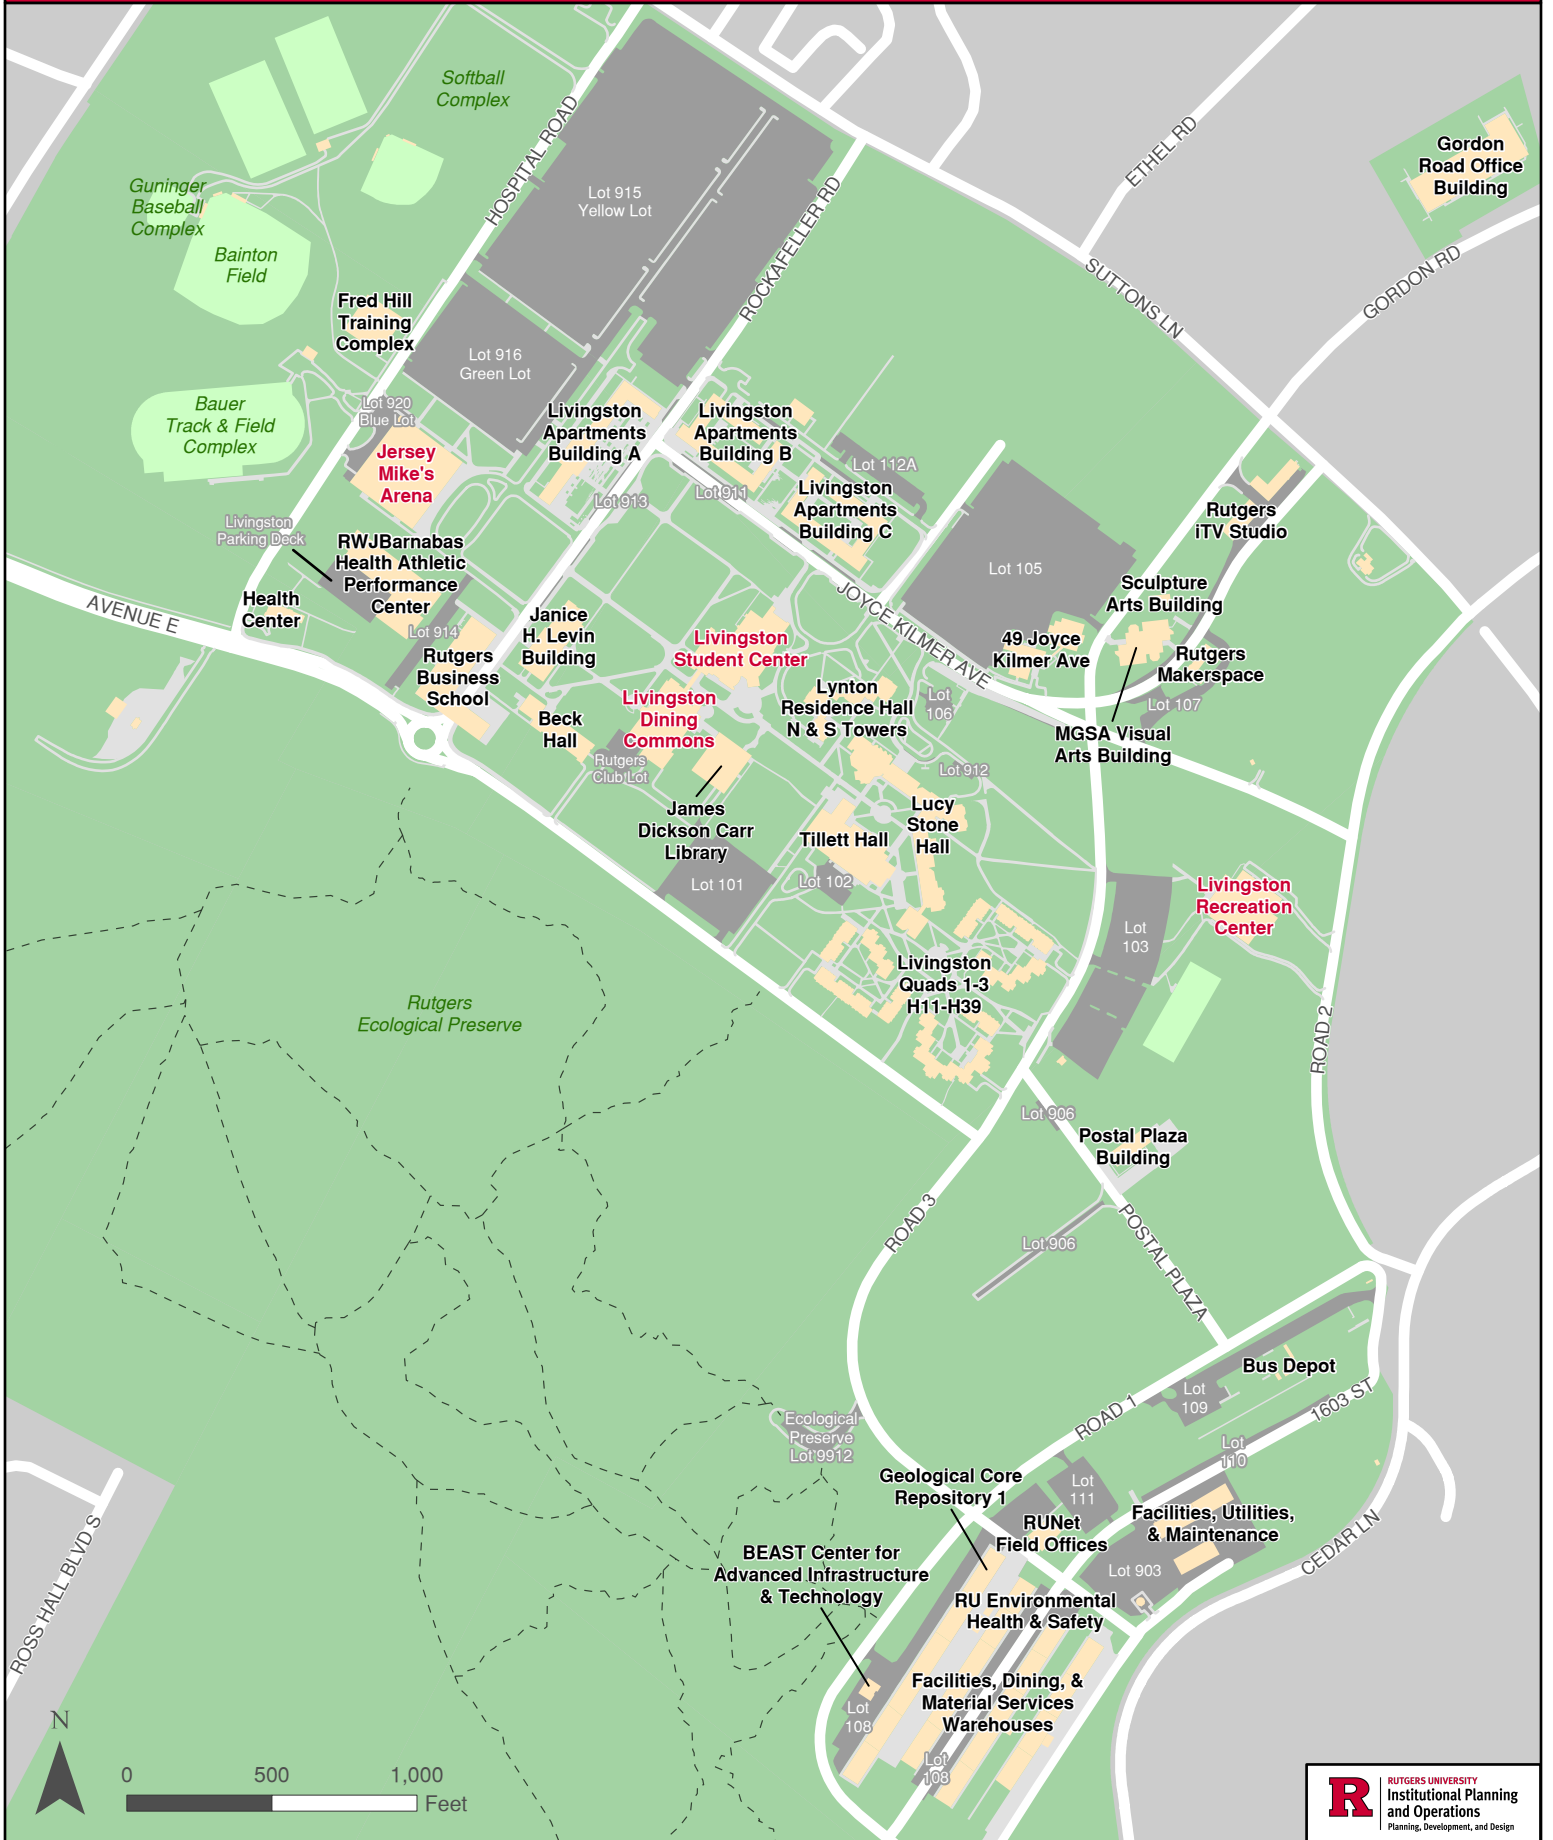 Softball
Complex
HOSPITAL ROAD
ETHEL RD
Gordon
Road Office
Building
Guninger
Baseball
Complex
Lot 915
Yellow Lot
ROCKAFELLER RD
Bainton
Field
SUTTONS LN
GORDON RD
Fred Hill
Training
Complex
Lot 916
Green Lot
Bauer
Track & Field
Complex
Lot 920
Blue Lot
Livingston
Apartments
Building A
Livingston
Apartments
Building B
Jersey
Mike's
Arena
Lot 112A
Lot 913
Lot 911
Livingston
Apartments
Building C
Rutgers
iTV Studio
Livingston
Parking Deck
RWJBarnabas
Health Athletic
Performance
Center
Lot 105
JOYCE KILMER AVE
Sculpture
Arts Building
AVENUE E
Health
Center
Janice
H. Levin
Building
Lot 914
Livingston
Student Center
49 Joyce
Kilmer Ave
Rutgers
Makerspace
Rutgers
Business
School
Livingston
Dining
Commons
Lynton
Residence Hall
N & S Towers
Lot
106
Lot 107
Beck
Hall
MGSA Visual
Arts Building
Rutgers
Club Lot
Lot 912
James
Dickson Carr
Library
Lucy
Stone
Hall
Tillett Hall
Lot 101
Lot 102
Livingston
Recreation
Center
Lot
103
Livingston
Quads 1-3
H11-H39
Rutgers
Ecological Preserve
ROAD 2
Lot 906
Postal Plaza
Building
ROAD 3
Lot 906
POSTAL PLAZA
Bus Depot
Lot
109
1603 ST
ROAD 1
Ecological
Preserve
Lot 9912
Lot
110
Geological Core
Repository 1
Lot
111
RUNet
Field Offices
Facilities, Utilities,
& Maintenance
CEDAR LN
BEAST Center for
Advanced Infrastructure
& Technology
Lot 903
RU Environmental
Health & Safety
ROSS HALL BLVD S
Facilities, Dining, &
Material Services
Warehouses
Lot
108
Lot
108
N
0 500 1,000
Feet
R
RUTGERS UNIVERSITY
Institutional Planning
and Operations
Planning, Development, and Design